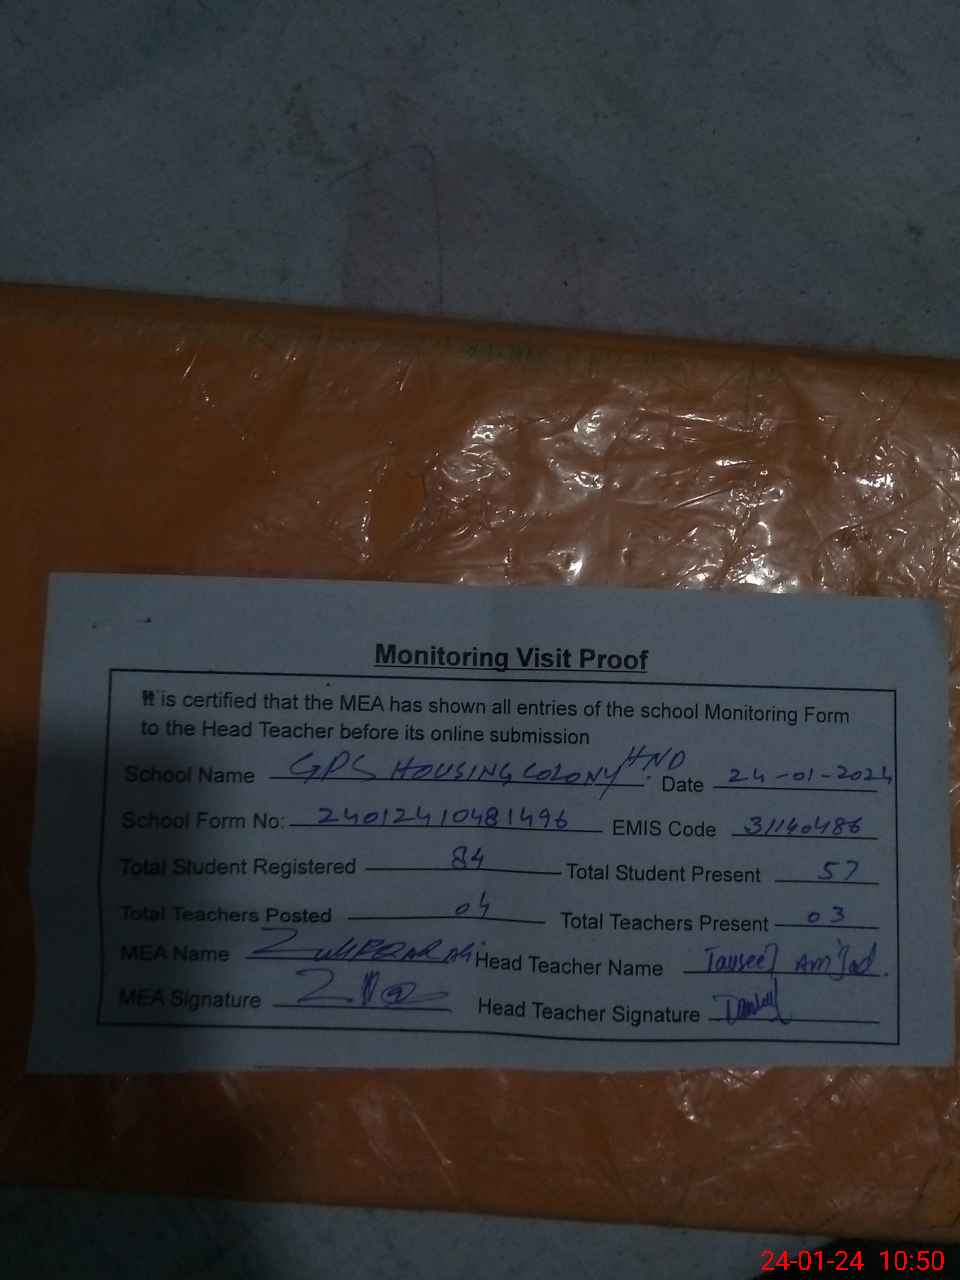 Monitoring Visit Proof
It is certified that the MEA has shown all entries of the school Monitoring Form
to the Head Teacher before its online submission
School Name GPS HOUSING COLONY HND Date 24-01-2024
School Form No: 24012410481496 EMIS Code 31140486
Total Student Registered 84 Total Student Present 57
Total Teachers Posted 04 Total Teachers Present 03
MEA Name Ali Head Teacher Name Tauseef Amjad.
MEA Signature Head Teacher Signature
24-01-24 10:50